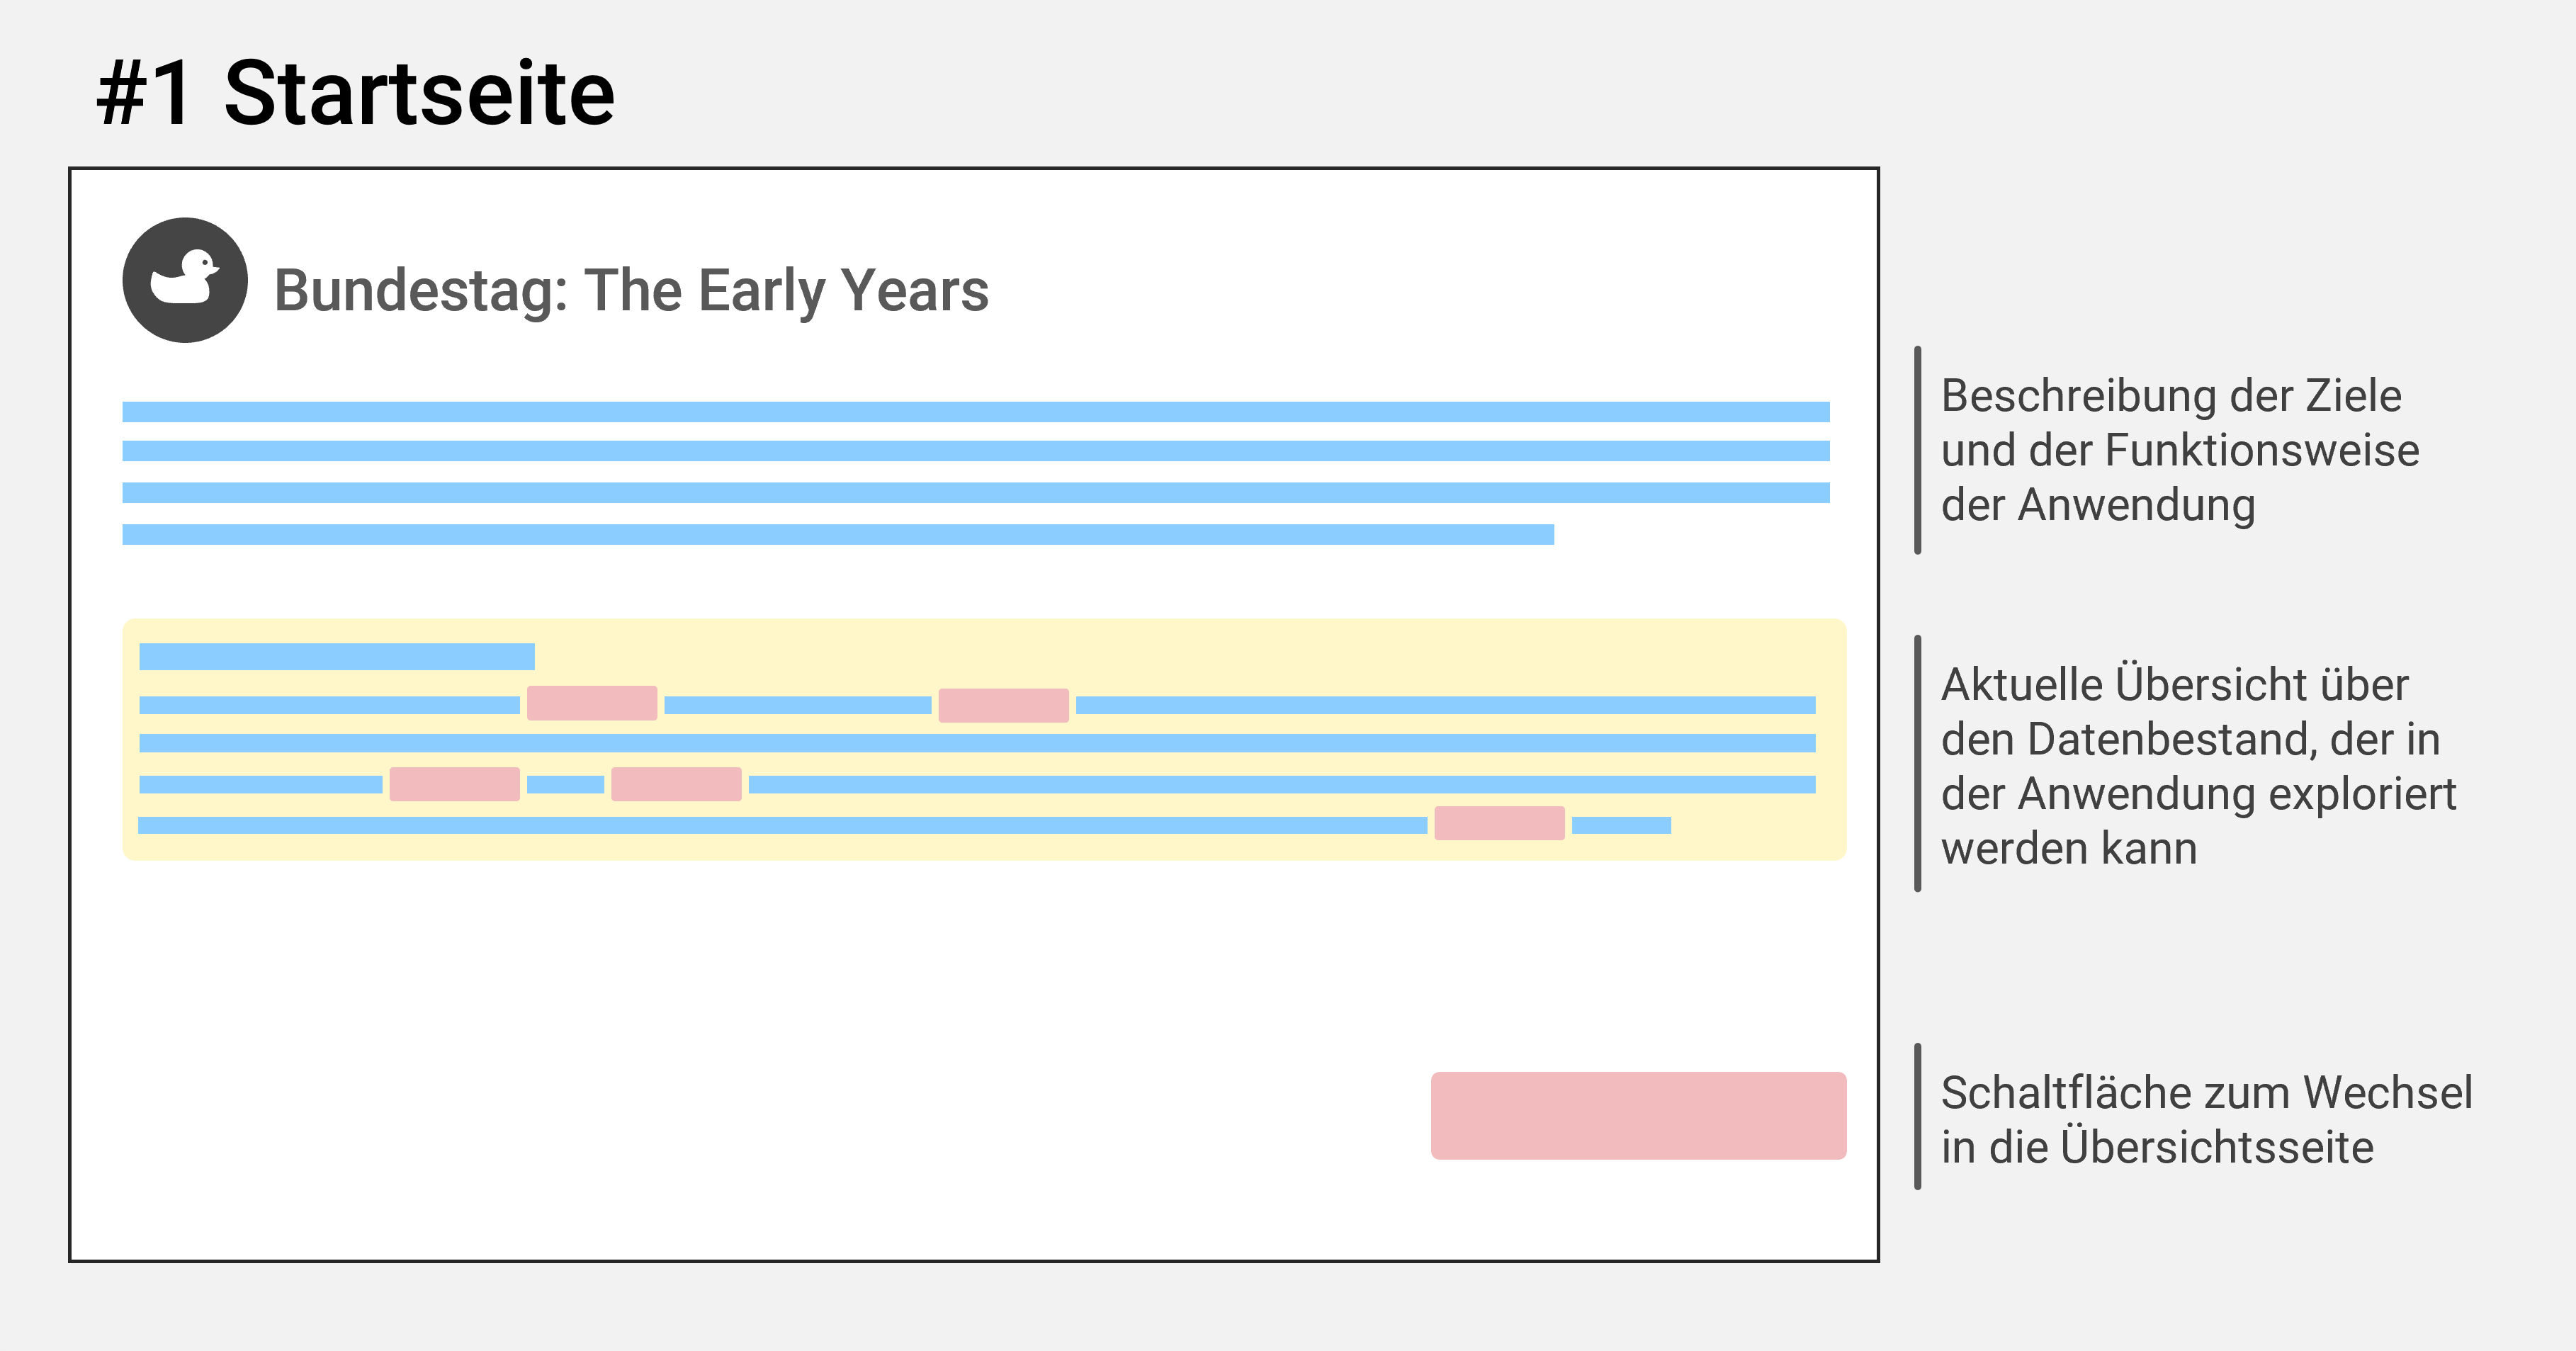 #1 Startseite
Bundestag: The Early Years
Beschreibung der Ziele
und der Funktionsweise
der Anwendung
Aktuelle Übersicht über
den Datenbestand, der in
der Anwendung exploriert
werden kann
Schaltfläche zum Wechsel
in die Übersichtsseite